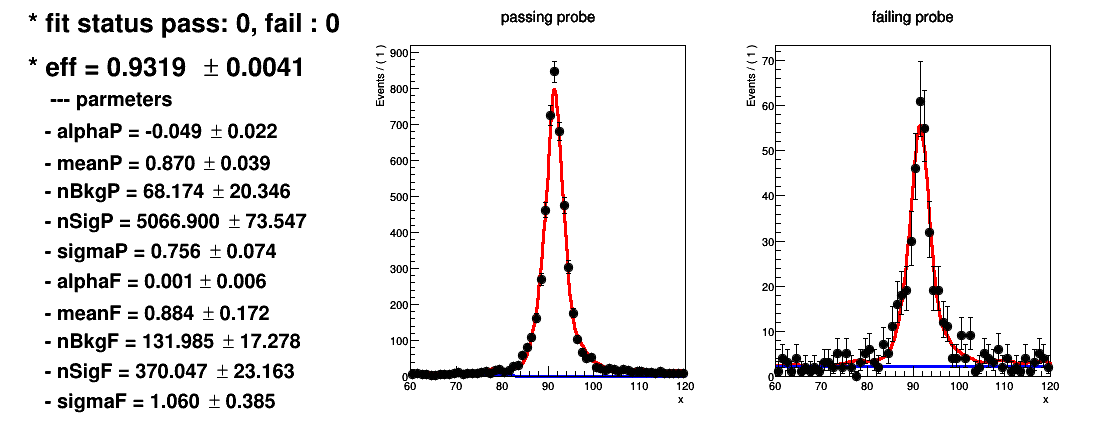 * fit status pass: 0, fail : 0
* eff = 0.9319 ± 0.0041
--- parmeters
- alphaP = -0.049 ± 0.022
- meanP = 0.870 ± 0.039
- nBkgP = 68.174 ± 20.346
- nSigP = 5066.900 ± 73.547
- sigmaP = 0.756 ± 0.074
- alphaF = 0.001 ± 0.006
- meanF = 0.884 ± 0.172
- nBkgF = 131.985 ± 17.278
- nSigF = 370.047 ± 23.163
- sigmaF = 1.060 ± 0.385
passing probe
Events / ( 1 )
900
800
700
600
500
400
300
200
100
0
60 70 80 90 100 110 120
x
failing probe
Events / ( 1 )
70
60
50
40
30
20
10
0
60 70 80 90 100 110 120
x